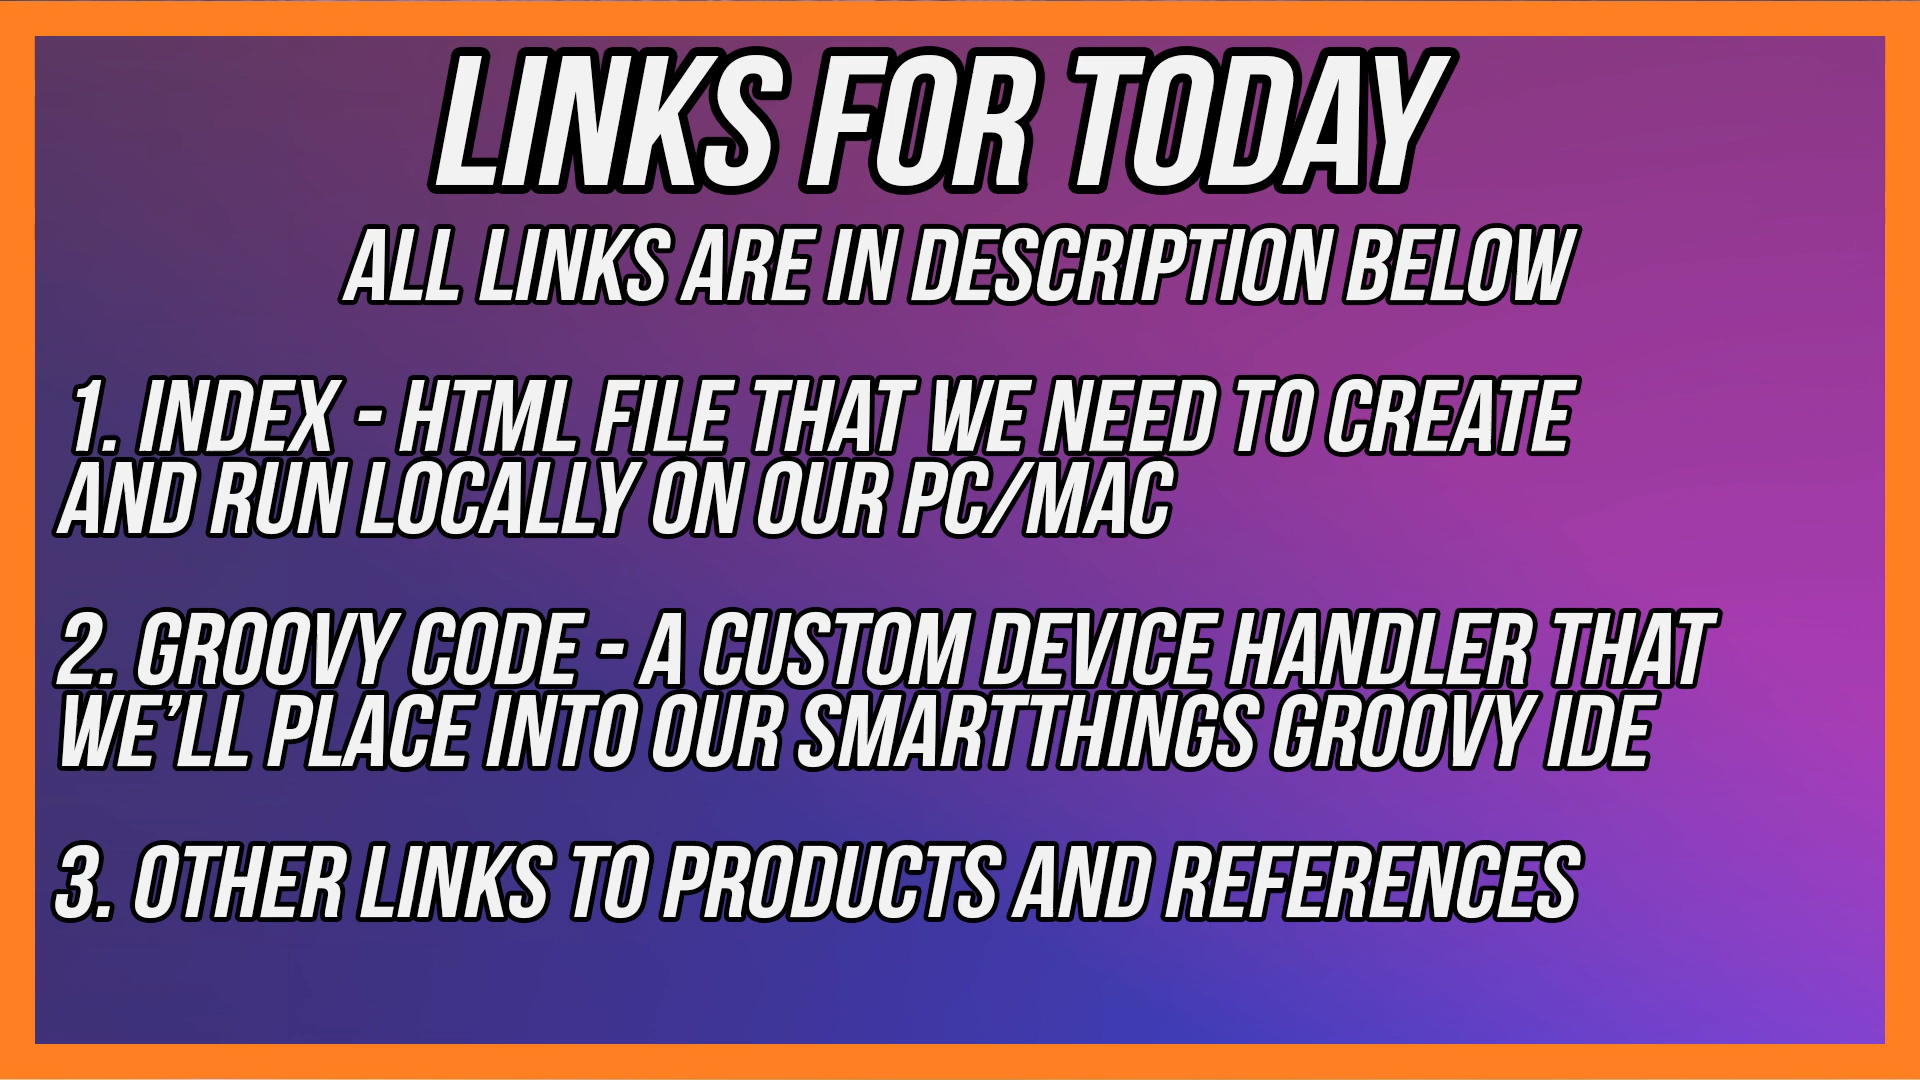 LINKS FOR TODAY
ALL LINKS ARE IN DESCRIPTION BELOW
1. INDEX - HTML FILE THAT WE NEED TO CREATE
AND RUN LOCALLY ON OUR PC/MAC
2. GROOVY CODE - A CUSTOM DEVICE HANDLER THAT
WE'LL PLACE INTO OUR SMARTTHINGS GROOVY IDE
3. OTHER LINKS TO PRODUCTS AND REFERENCES